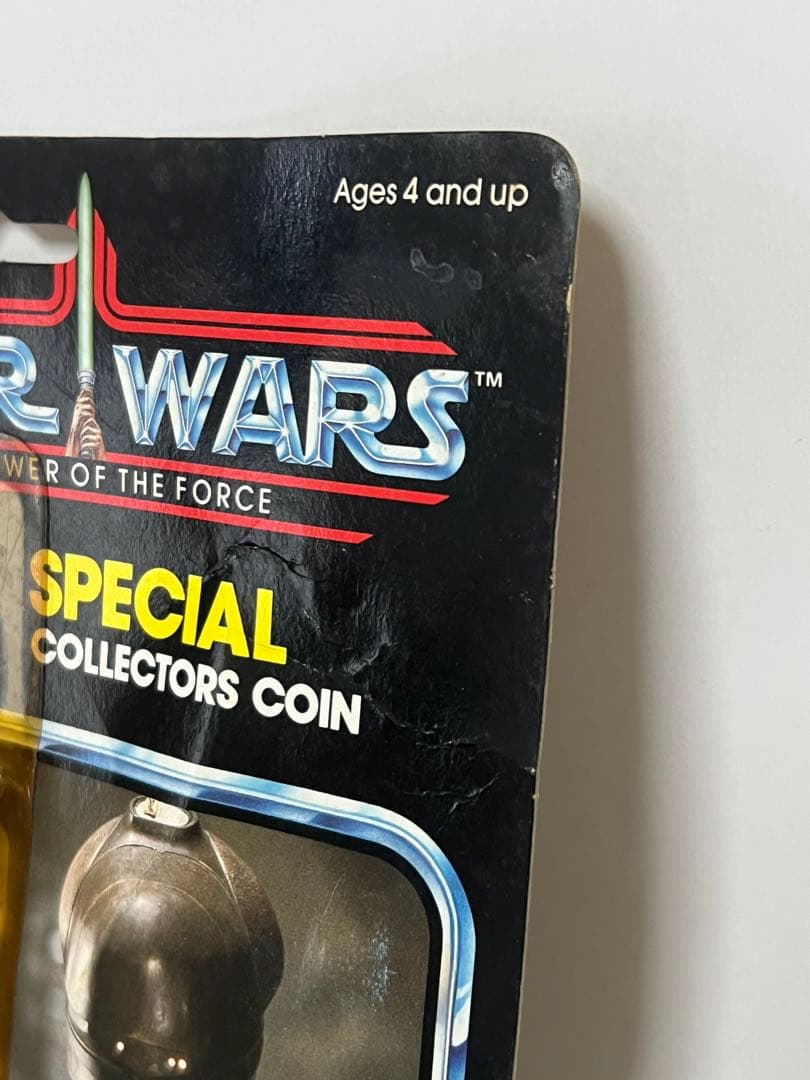 Ages 4 and up
R WARS™
WER OF THE FORCE
SPECIAL
COLLECTORS COIN